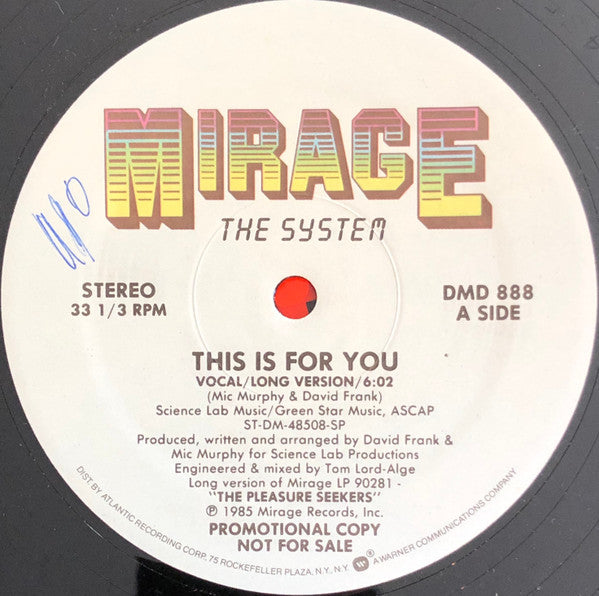 MIRAGE
THE SYSTEM
STEREO
33 1/3 RPM
DMD 888
A SIDE
THIS IS FOR YOU
VOCAL/LONG VERSION/6:02
(Mic Murphy & David Frank)
Science Lab Music/Green Star Music, ASCAP
ST-DM-48508-SP
Produced, written and arranged by David Frank &
Mic Murphy for Science Lab Productions
Engineered & mixed by Tom Lord-Alge
Long version of Mirage LP 90281 -
"THE PLEASURE SEEKERS"
℗ 1985 Mirage Records, Inc.
PROMOTIONAL COPY
NOT FOR SALE
DIST. BY ATLANTIC RECORDING CORP. 75 ROCKEFELLER PLAZA, N.Y. N.Y. ® A WARNER COMMUNICATIONS COMPANY